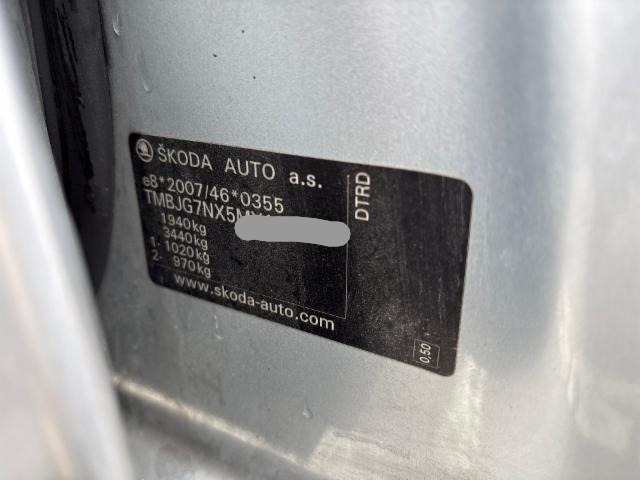 ŠKODA AUTO a.s.
e8*2007/46*0355
TMBJG7NX5M
1940kg
3440kg
1- 1020kg
2- 970kg
www.skoda-auto.com
DTRD
0.50